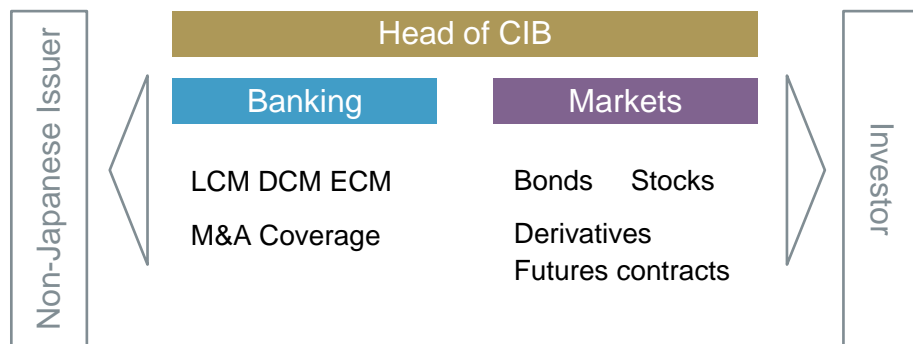 Non-Japanese Issuer
Head of CIB
Banking
Markets
LCM DCM ECM
M&A Coverage
Bonds Stocks
Derivatives
Futures contracts
Investor